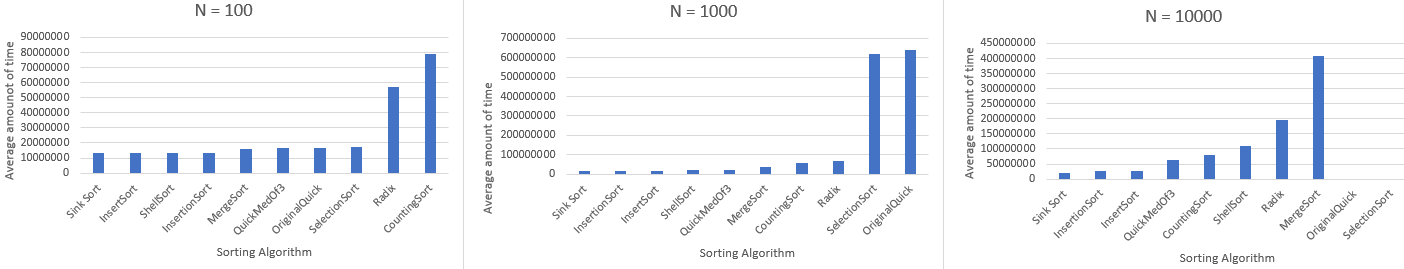 N = 100
Average amounot of time
90000000
80000000
70000000
60000000
50000000
40000000
30000000
20000000
10000000
0
Sink Sort
InsertSort
ShellSort
InsertionSort
MergeSort
QuickMedOf3
OriginalQuick
SelectionSort
Radix
CountingSort
Sorting Algorithm
N = 1000
Average amount of time
700000000
600000000
500000000
400000000
300000000
200000000
100000000
0
Sink Sort
InsertionSort
InsertSort
ShellSort
QuickMedOf3
MergeSort
CountingSort
Radix
SelectionSort
OriginalQuick
Sorting Algorithm
N = 10000
Average amount of time
450000000
400000000
350000000
300000000
250000000
200000000
150000000
100000000
50000000
0
Sink Sort
InsertionSort
InsertSort
QuickMedOf3
CountingSort
ShellSort
Radix
MergeSort
OriginalQuick
SelectionSort
Sorting Algorithm